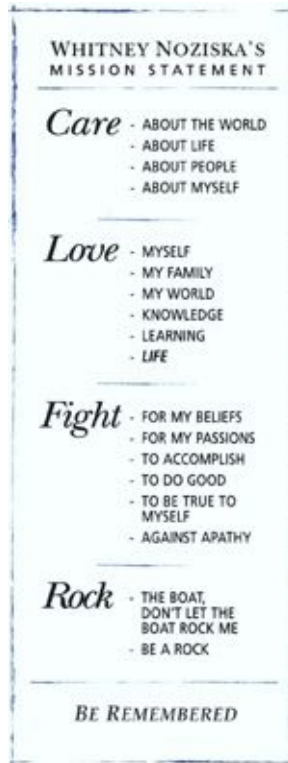 WHITNEY NOZISKA'S
MISSION STATEMENT
Care - ABOUT THE WORLD
- ABOUT LIFE
- ABOUT PEOPLE
- ABOUT MYSELF
Love - MYSELF
- MY FAMILY
- MY WORLD
- KNOWLEDGE
- LEARNING
- LIFE
Fight - FOR MY BELIEFS
- FOR MY PASSIONS
- TO ACCOMPLISH
- TO DO GOOD
- TO BE TRUE TO
MYSELF
- AGAINST APATHY
Rock - THE BOAT,
DON'T LET THE
BOAT ROCK ME
- BE A ROCK
BE REMEMBERED